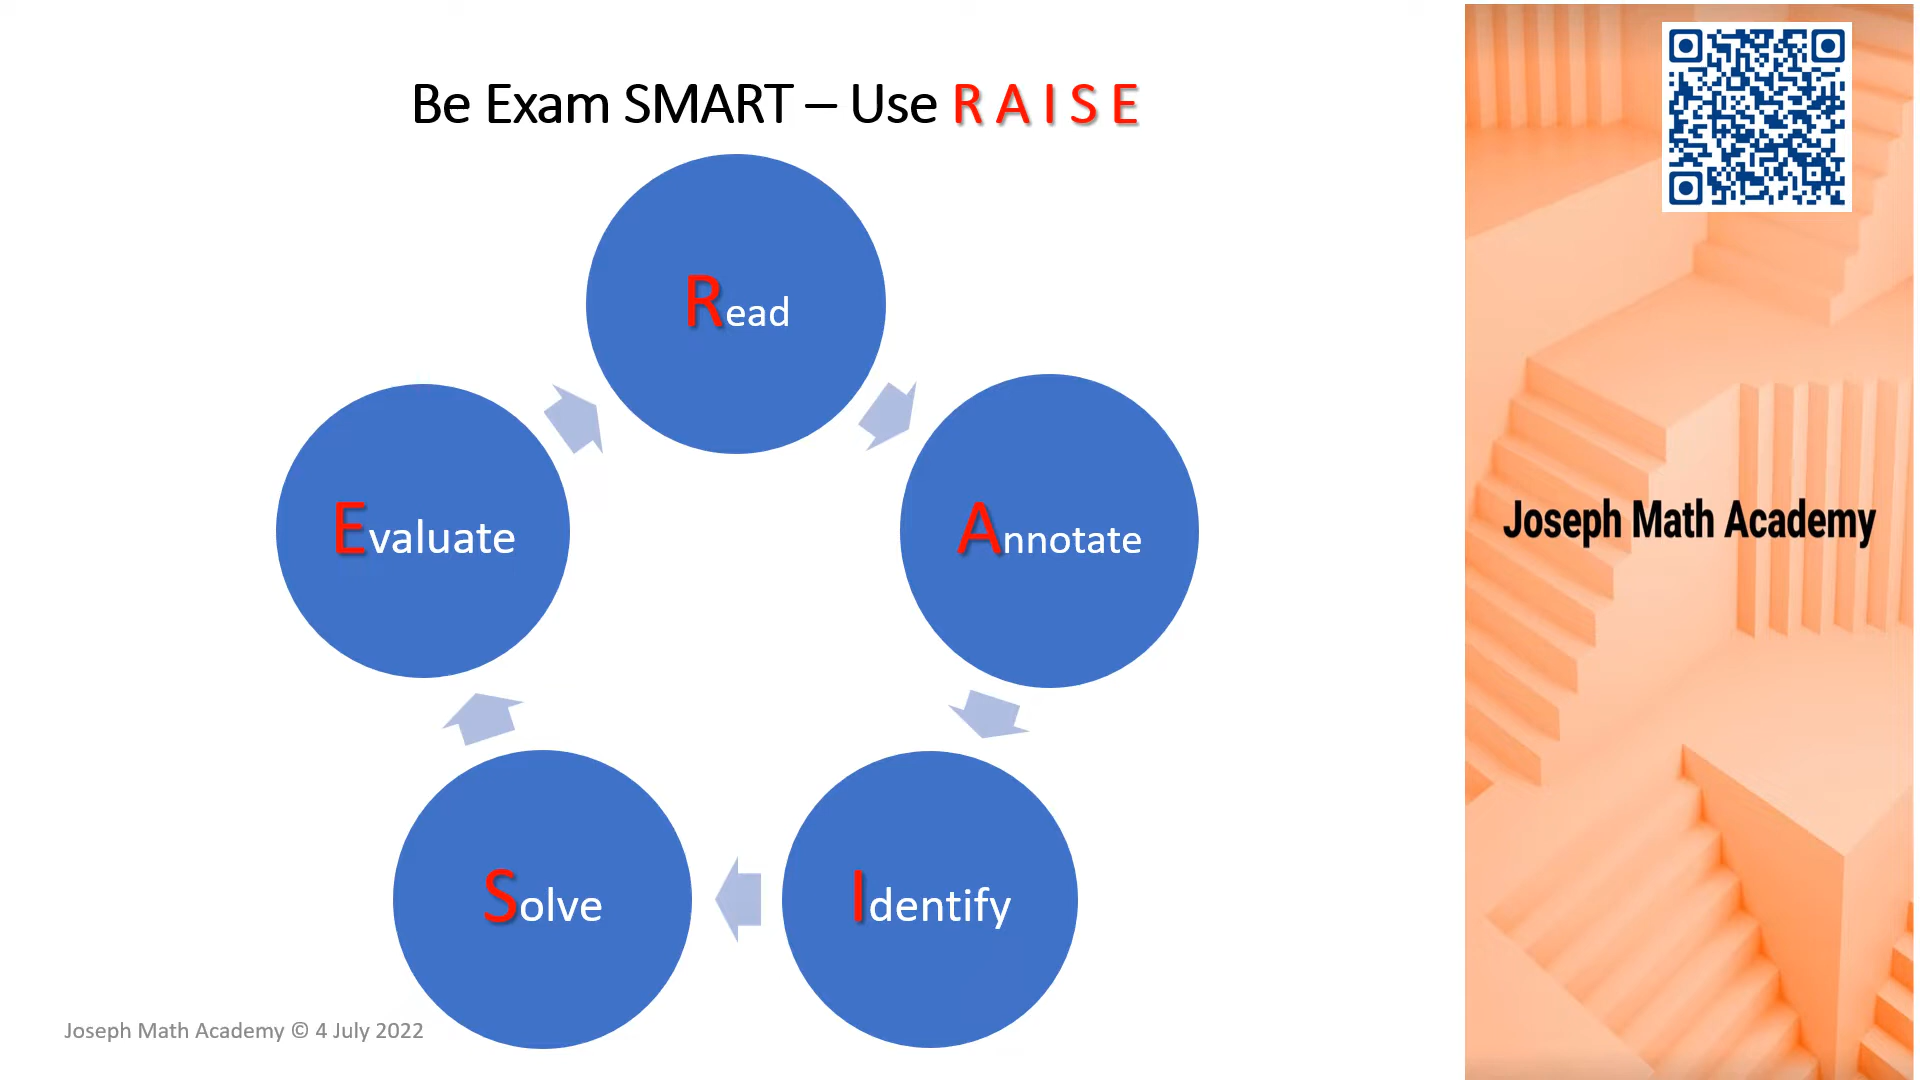 Be Exam SMART – Use R A I S E
Read
Annotate
Identify
Solve
Evaluate
Joseph Math Academy
Joseph Math Academy © 4 July 2022